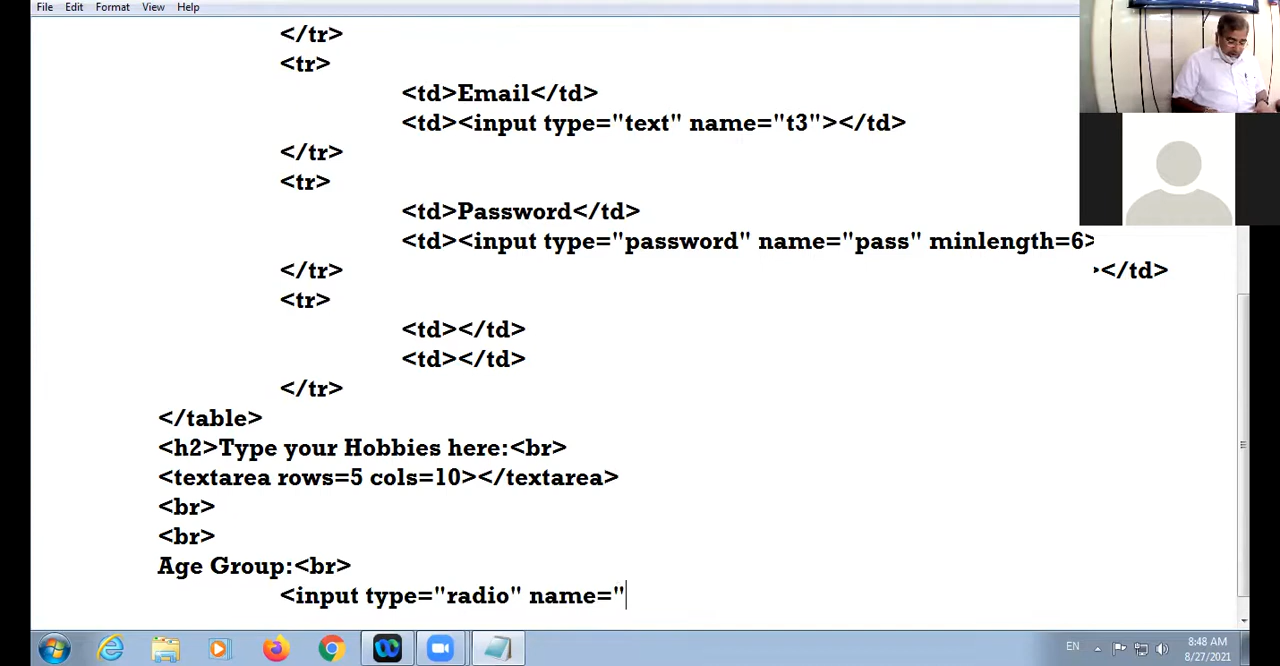 File Edit Format View Help
</tr>
<tr>
<td>Email</td>
<td><input type="text" name="t3"></td>
</tr>
<tr>
<td>Password</td>
<td><input type="password" name="pass" minlength=6>
</tr>
></td>
<tr>
<td></td>
<td></td>
</tr>
</table>
<h2>Type your Hobbies here:<br>
<textarea rows=5 cols=10></textarea>
<br>
<br>
Age Group:<br>
<input type="radio" name="
EN
8:48 AM
8/27/2021